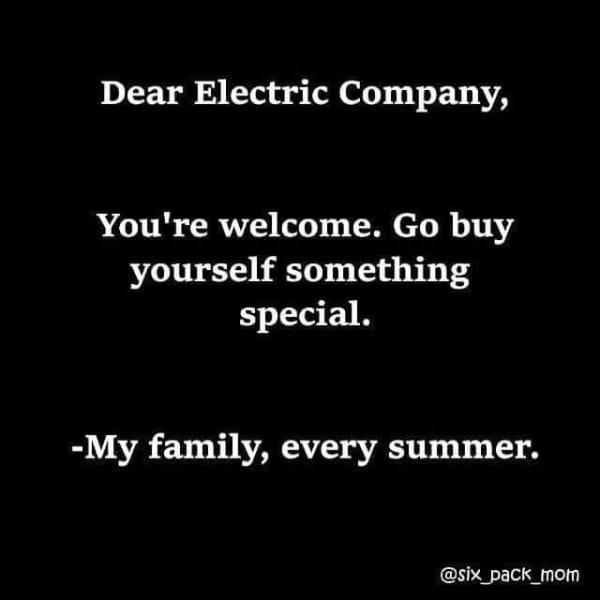 Dear Electric Company,
You're welcome. Go buy
yourself something
special.
-My family, every summer.
@six_pack_mom